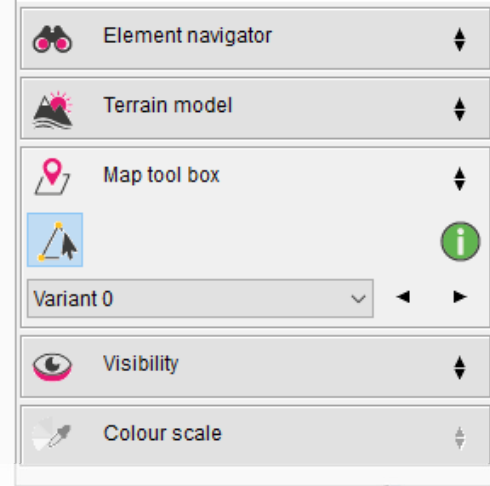 Element navigator
Terrain model
Map tool box
Variant 0
Visibility
Colour scale